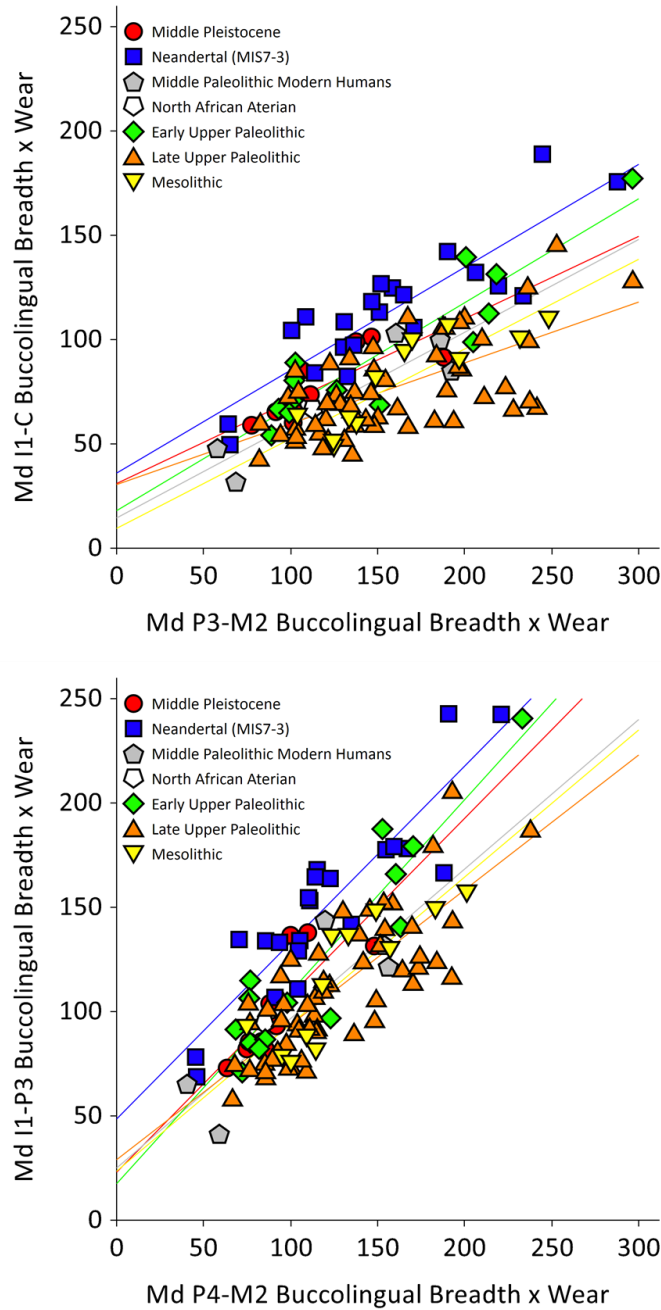 250
200
150
100
50
0
Md I1-C Buccolingual Breadth x Wear
Middle Pleistocene
Neandertal (MIS7-3)
Middle Paleolithic Modern Humans
North African Aterian
Early Upper Paleolithic
Late Upper Paleolithic
Mesolithic
0 50 100 150 200 250 300
Md P3-M2 Buccolingual Breadth x Wear
250
200
150
100
50
0
Md I1-P3 Buccolingual Breadth x Wear
Middle Pleistocene
Neandertal (MIS7-3)
Middle Paleolithic Modern Humans
North African Aterian
Early Upper Paleolithic
Late Upper Paleolithic
Mesolithic
0 50 100 150 200 250 300
Md P4-M2 Buccolingual Breadth x Wear